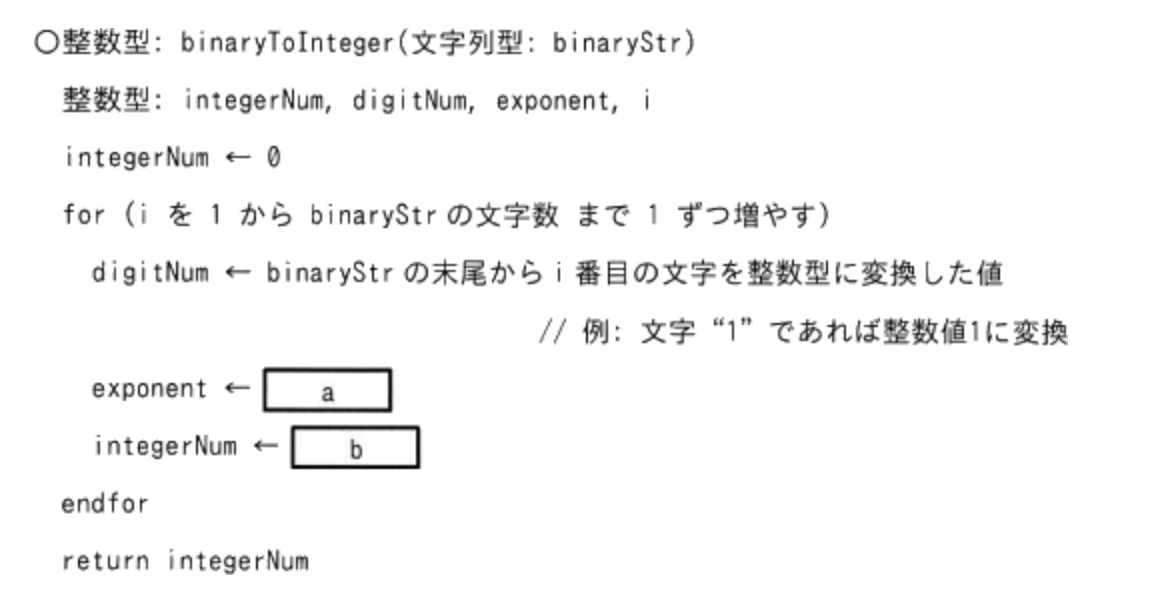 〇整数型: binaryToInteger(文字列型: binaryStr)
整数型: integerNum, digitNum, exponent, i
integerNum ← 0
for (i を 1 から binaryStr の文字数 まで 1 ずつ増やす)
digitNum ← binaryStr の末尾から i 番目の文字を整数型に変換した値
// 例: 文字 “1” であれば整数値1に変換
exponent ← a
integerNum ← b
endfor
return integerNum